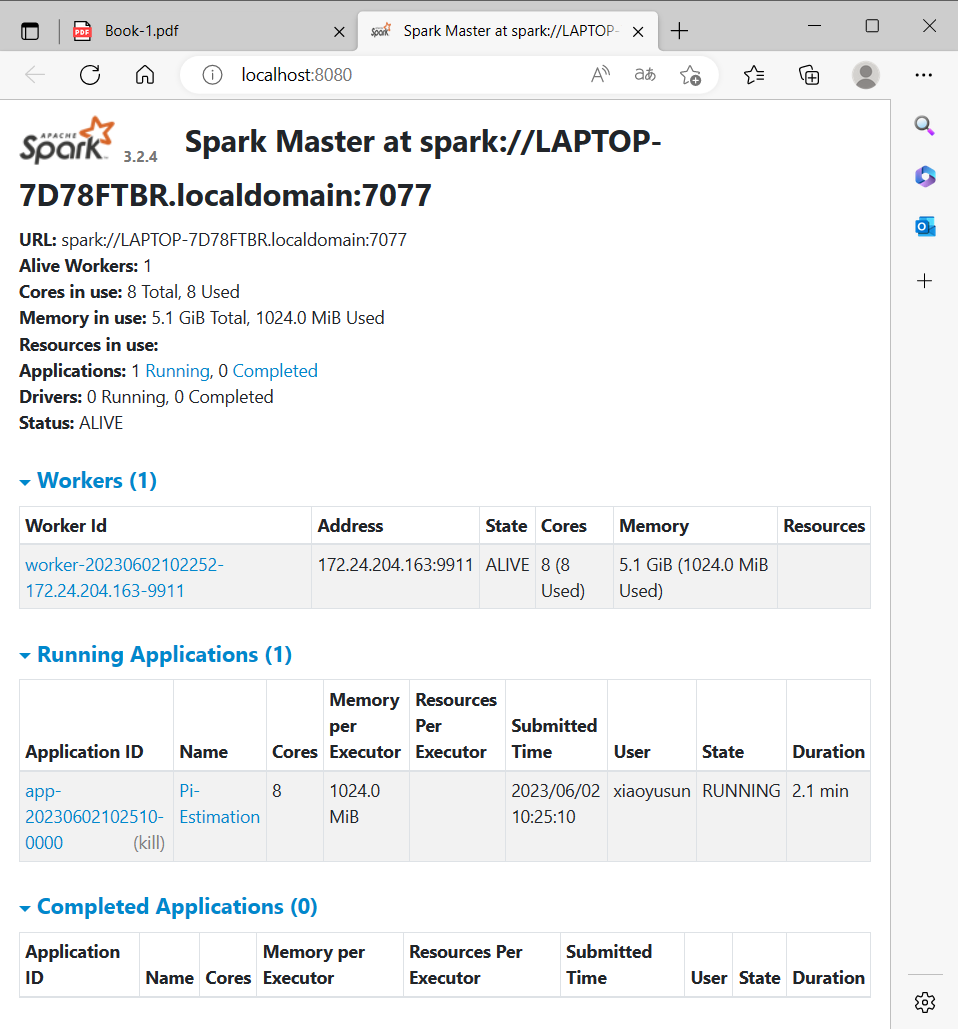 Book-1.pdf
Spark Master at spark://LAPTOP-
localhost:8080
APACHE Spark 3.2.4 Spark Master at spark://LAPTOP-
7D78FTBR.localdomain:7077
URL: spark://LAPTOP-7D78FTBR.localdomain:7077
Alive Workers: 1
Cores in use: 8 Total, 8 Used
Memory in use: 5.1 GiB Total, 1024.0 MiB Used
Resources in use:
Applications: 1 Running, 0 Completed
Drivers: 0 Running, 0 Completed
Status: ALIVE
Workers (1)
Worker Id Address State Cores Memory Resources
worker-20230602102252- 172.24.204.163:9911 ALIVE 8 (8 5.1 GiB (1024.0 MiB
172.24.204.163-9911 Used) Used)
Running Applications (1)
Memory Resources
per Per Submitted
Application ID Name Cores Executor Executor Time User State Duration
app- Pi- 8 1024.0 2023/06/02 xiaoyusun RUNNING 2.1 min
20230602102510- Estimation MiB 10:25:10
0000 (kill)
Completed Applications (0)
Application Memory per Resources Per Submitted
ID Name Cores Executor Executor Time User State Duration